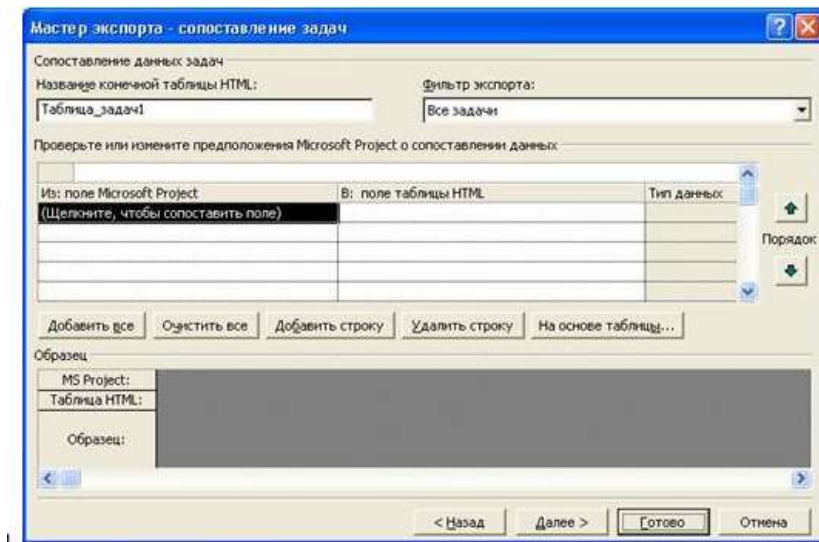 Мастер экспорта - сопоставление задач
Сопоставление данных задач
Название конечной таблицы HTML:
Фильтр экспорта:
Таблица_задач1
Все задачи
Проверьте или измените предположения Microsoft Project о сопоставлении данных
Из: поле Microsoft Project
В: поле таблицы HTML
Тип данных
(Щелкните, чтобы сопоставить поле)
Порядок
Добавить все
Очистить все
Добавить строку
Удалить строку
На основе таблицы...
Образец
MS Project:
Таблица HTML:
Образец:
< Назад
Далее >
Готово
Отмена